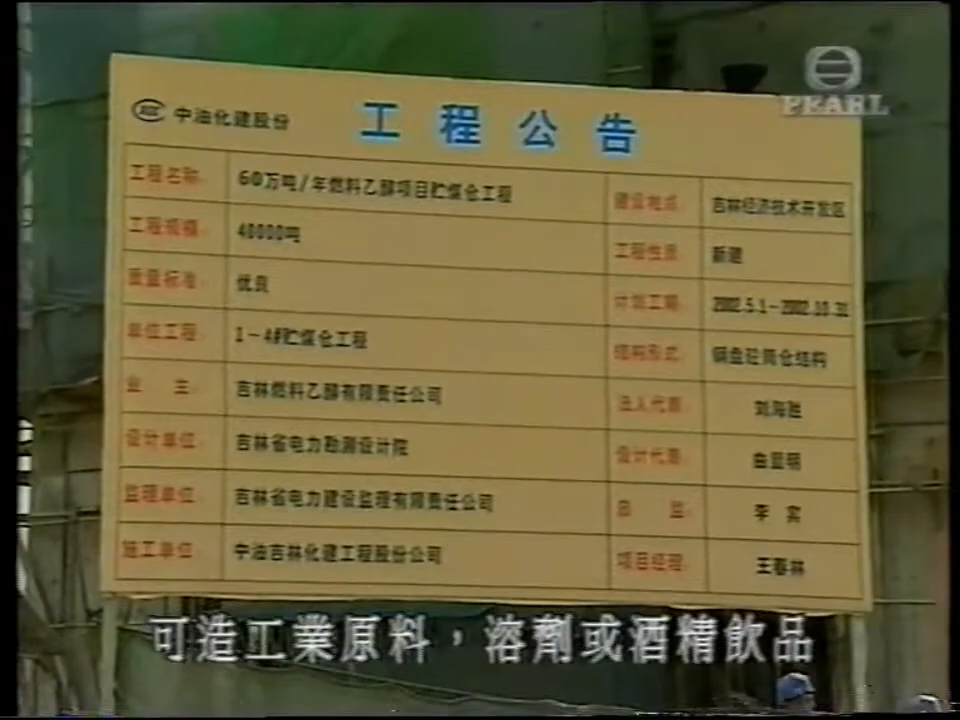 PEARL
中油化建股份
工程公告
工程名称: 60万吨/年燃料乙醇项目贮煤仓工程 建设地点: 吉林经济技术开发区
工程规模: 40000吨 工程性质: 新建
质量标准: 优良 计划工期: 2002.5.1-2002.10.31
单位工程: 1-4#贮煤仓工程 结构形式: 钢盘砼筒仓结构
业主: 吉林燃料乙醇有限责任公司 法人代表: 刘海胜
设计单位: 吉林省电力勘测设计院 设计代表: 曲显明
监理单位: 吉林省电力建设监理有限责任公司 总监: 李宾
施工单位: 中油吉林化建工程股份公司 项目经理: 王春林
可造工業原料，溶劑或酒精飲品